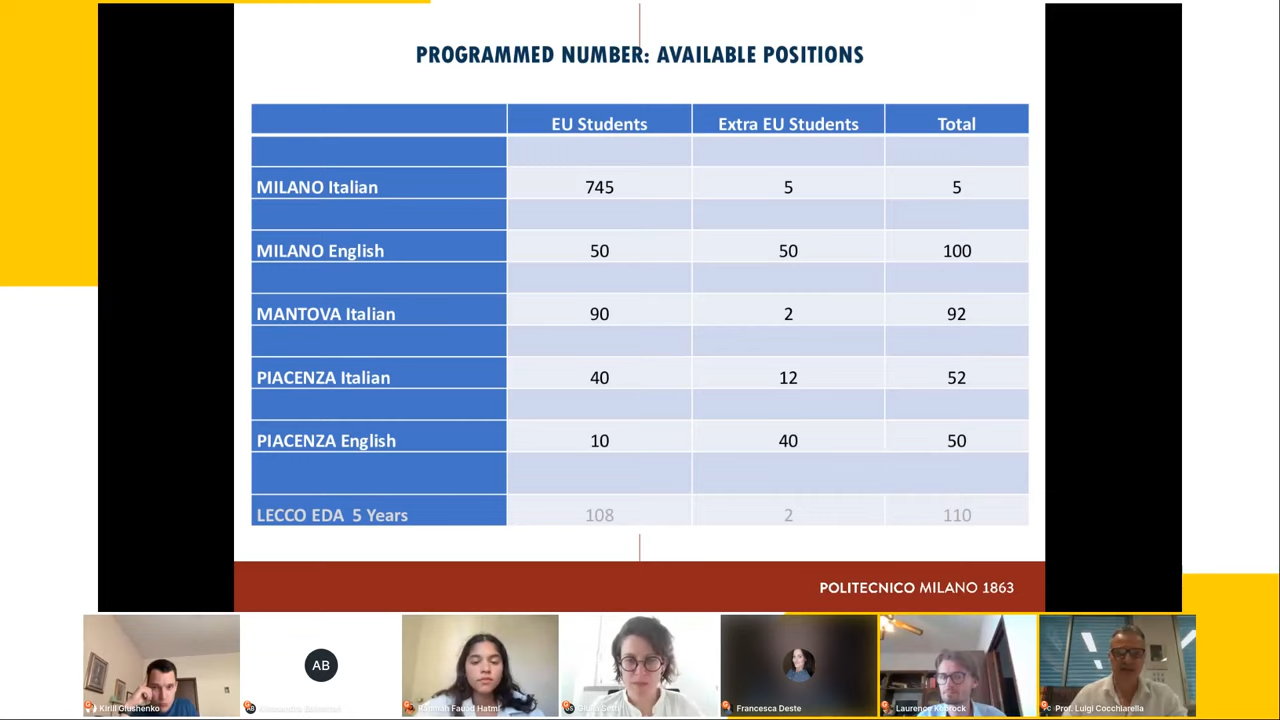 PROGRAMMED NUMBER: AVAILABLE POSITIONS
EU Students Extra EU Students Total
MILANO Italian 745 5 5
MILANO English 50 50 100
MANTOVA Italian 90 2 92
PIACENZA Italian 40 12 52
PIACENZA English 10 40 50
LECCO EDA 5 Years 108 2 110
POLITECNICO MILANO 1863
AB
Kirill Glushenko
Fauad Hatmi
Francesca Deste
Prof. Luigi Cocchiarella